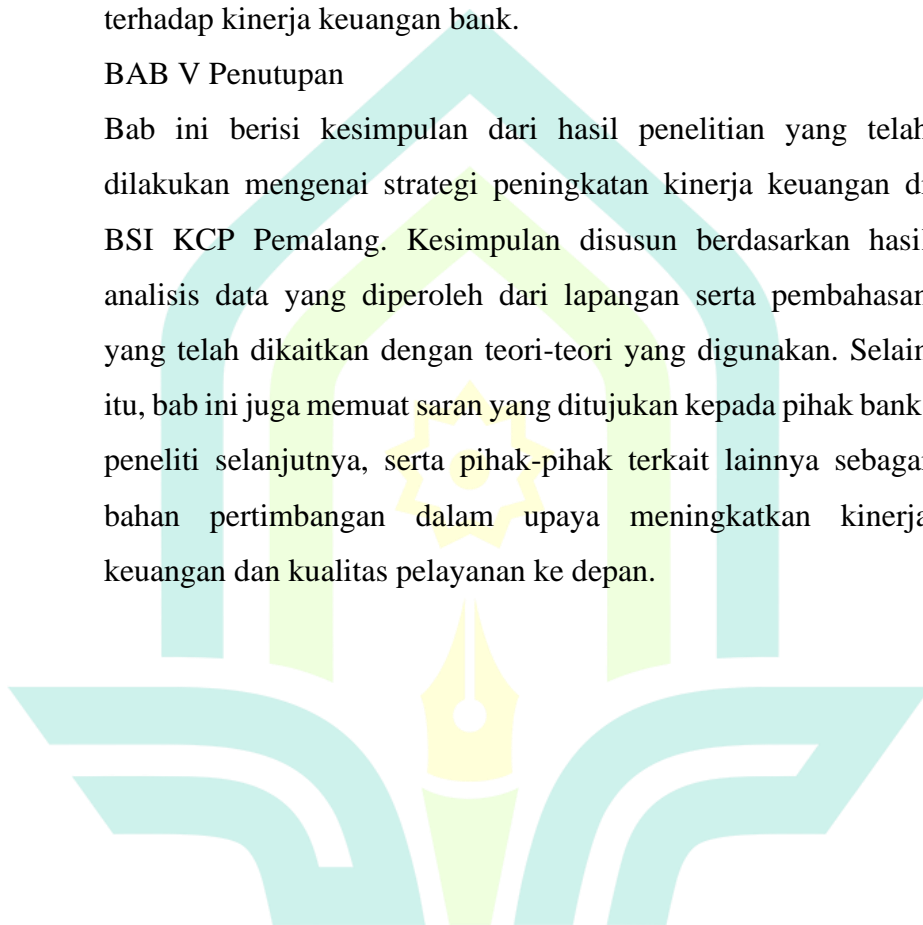 terhadap kinerja keuangan bank.
BAB V Penutupan
Bab ini berisi kesimpulan dari hasil penelitian yang telah
dilakukan mengenai strategi peningkatan kinerja keuangan di
BSI KCP Pemalang. Kesimpulan disusun berdasarkan hasil
analisis data yang diperoleh dari lapangan serta pembahasan
yang telah dikaitkan dengan teori-teori yang digunakan. Selain
itu, bab ini juga memuat saran yang ditujukan kepada pihak bank
peneliti selanjutnya, serta pihak-pihak terkait lainnya sebagai
bahan pertimbangan dalam upaya meningkatkan kinerja
keuangan dan kualitas pelayanan ke depan.